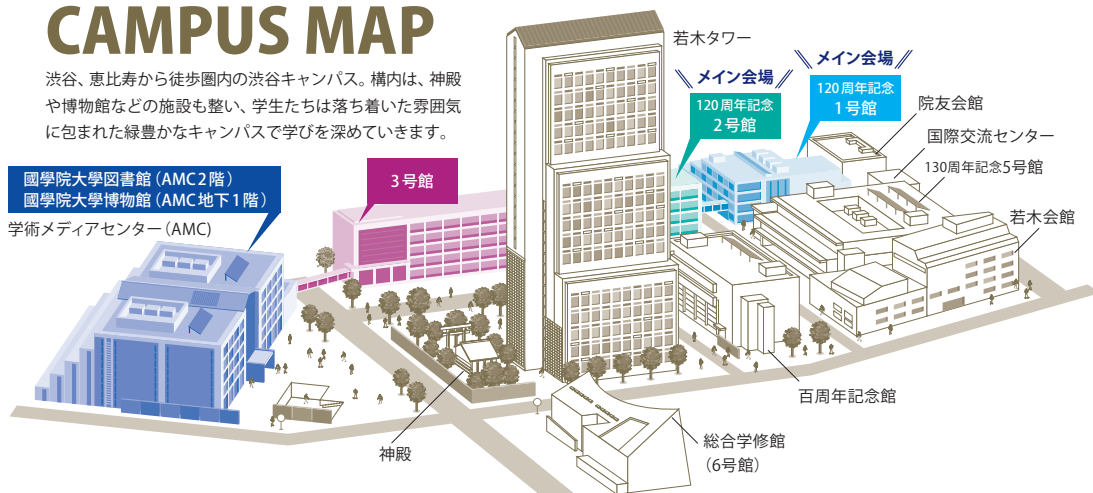 CAMPUS MAP
渋谷、恵比寿から徒歩圏内の渋谷キャンパス。構内は、神殿
や博物館などの施設も整い、学生たちは落ち着いた雰囲気
に包まれた緑豊かなキャンパスで学びを深めていきます。
若木タワー
メイン会場
120周年記念
2号館
メイン会場
120周年記念
1号館
院友会館
国際交流センター
130周年記念5号館
若木会館
國學院大學図書館(AMC2階)
國學院大學博物館(AMC地下1階)
学術メディアセンター(AMC)
3号館
百周年記念館
神殿
総合学修館
(6号館)